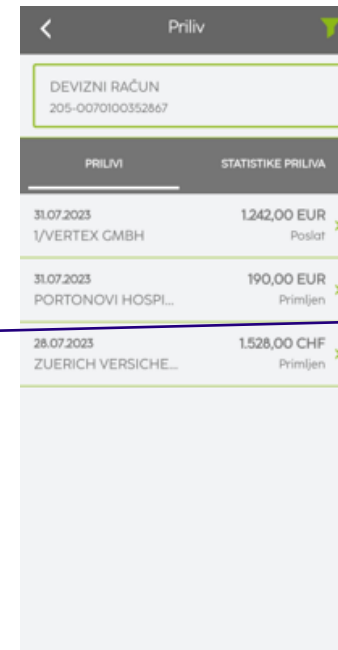 Priliv
DEVIZNI RAČUN
205-0070100352867
PRILIVI STATISTIKE PRILIVA
31.07.2023 1.242,00 EUR
1/VERTEX GMBH Poslat
31.07.2023 190,00 EUR
PORTONOVI HOSPI... Primljen
28.07.2023 1.528,00 CHF
ZUERICH VERSICHE... Primljen